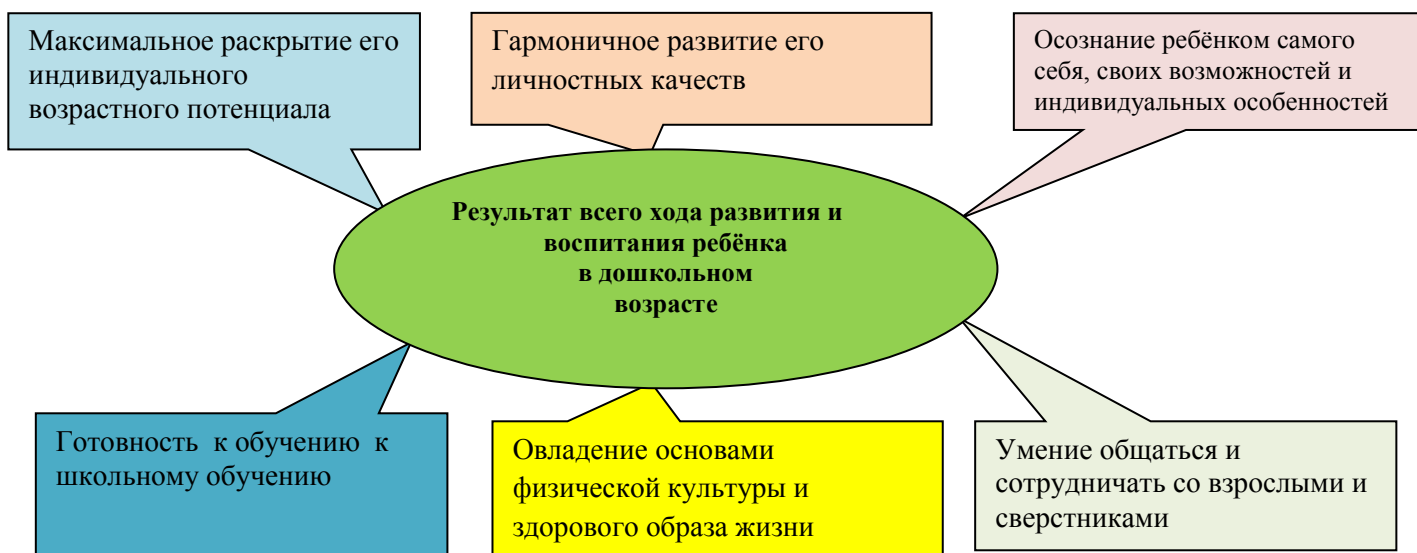 Максимальное раскрытие его
индивидуального
возрастного потенциала
Гармоничное развитие его
личностных качеств
Осознание ребёнком самого
себя, своих возможностей и
индивидуальных особенностей
Результат всего хода развития и
воспитания ребёнка
в дошкольном
возрасте
Готовность к обучению к
школьному обучению
Овладение основами
физической культуры и
здорового образа жизни
Умение общаться и
сотрудничать со взрослыми и
сверстниками